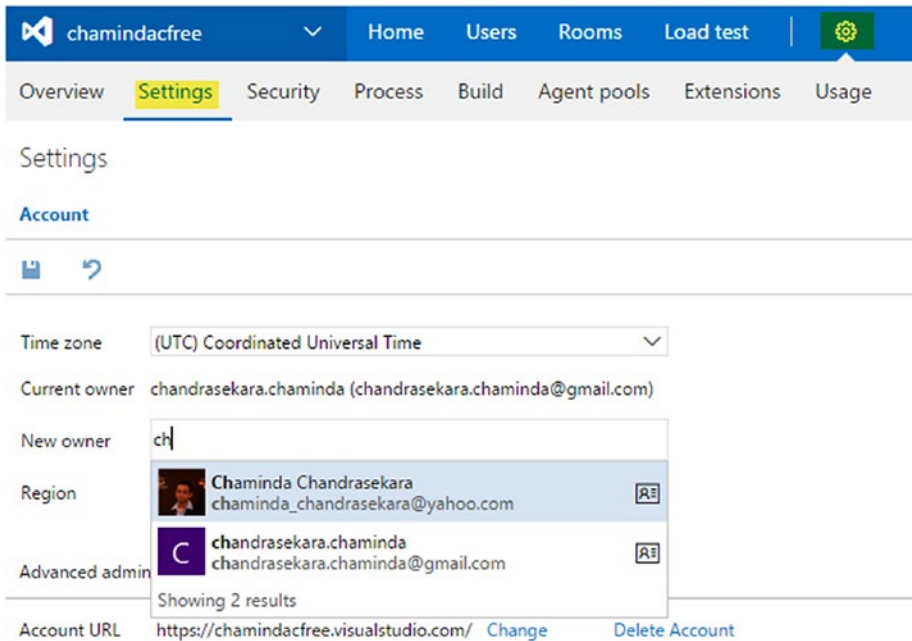 chamindacfree Home Users Rooms Load test
Overview Settings Security Process Build Agent pools Extensions Usage
Settings
Account
Time zone (UTC) Coordinated Universal Time
Current owner chandrasekara.chaminda (chandrasekara.chaminda@gmail.com)
New owner ch
Region Chaminda Chandrasekara
chaminda_chandrasekara@yahoo.com
C chandrasekara.chaminda
chandrasekara.chaminda@gmail.com
Advanced admin
Showing 2 results
Account URL https://chamindacfree.visualstudio.com/ Change Delete Account